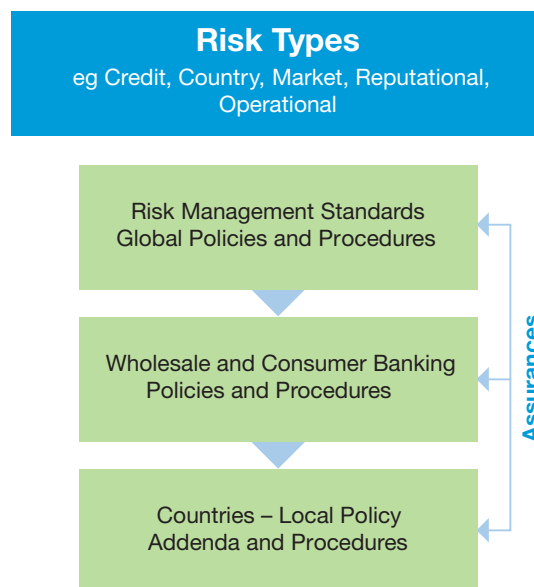 Risk Types
eg Credit, Country, Market, Reputational,
Operational
Risk Management Standards
Global Policies and Procedures
Wholesale and Consumer Banking
Policies and Procedures
Countries – Local Policy
Addenda and Procedures
Assurances